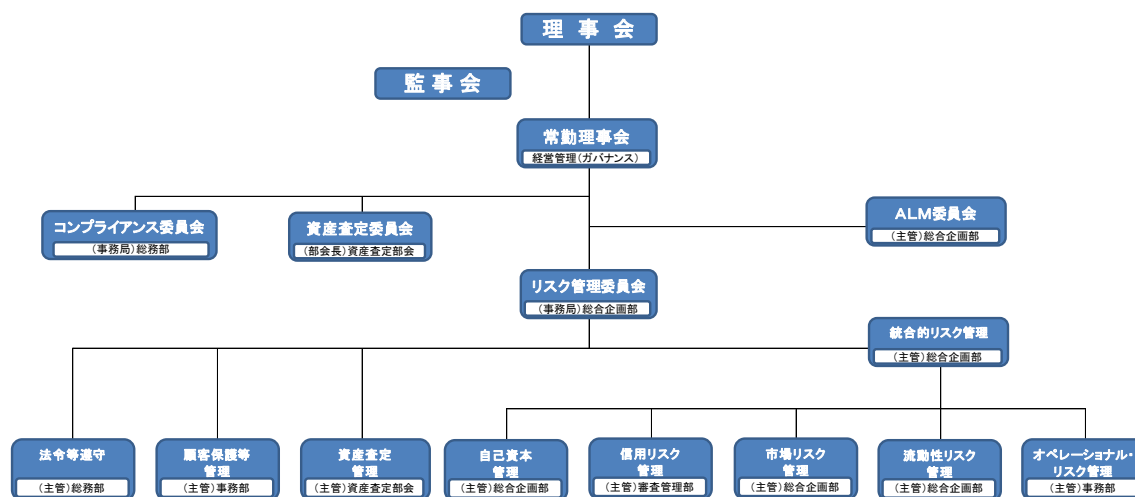 理事会
監事会
常勤理事会
経営管理(ガバナンス)
コンプライアンス委員会
(事務局)総務部
資産査定委員会
(部会長)資産査定部会
ALM委員会
(主管)総合企画部
リスク管理委員会
(事務局)総合企画部
統合的リスク管理
(主管)総合企画部
法令等遵守
(主管)総務部
顧客保護等
管理
(主管)事務部
資産査定
管理
(主管)資産査定部会
自己資本
管理
(主管)総合企画部
信用リスク
管理
(主管)審査管理部
市場リスク
管理
(主管)総合企画部
流動性リスク
管理
(主管)総合企画部
オペレーショナル・
リスク管理
(主管)事務部